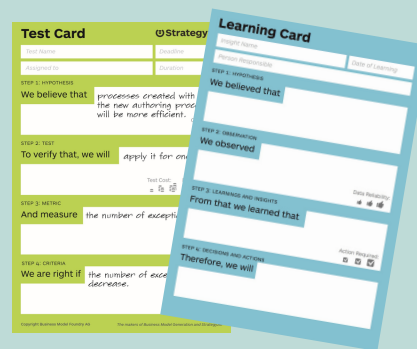 Test Card
Strategy
Test Name
Deadline
Assigned to
Duration
STEP 1: HYPOTHESIS
We believe that
processes created with
the new authoring proc
will be more efficient.
STEP 2: TEST
To verify that, we will
apply it for
Test Cost:
STEP 3: METRIC
And measure
the number of excepti
STEP 4: CRITERIA
We are right if
the number of exce
decrease.
Copyright Business Model Foundry AG
The makers of Business Model Generation and Strategyzer
Learning Card
Insight Name
Date of Learning
Person Responsible
STEP 1: HYPOTHESIS
We believed that
STEP 2: OBSERVATION
We observed
Data Reliability:
STEP 3: LEARNINGS AND INSIGHTS
From that we learned that
Action Required:
STEP 4: DECISIONS AND ACTIONS
Therefore, we will